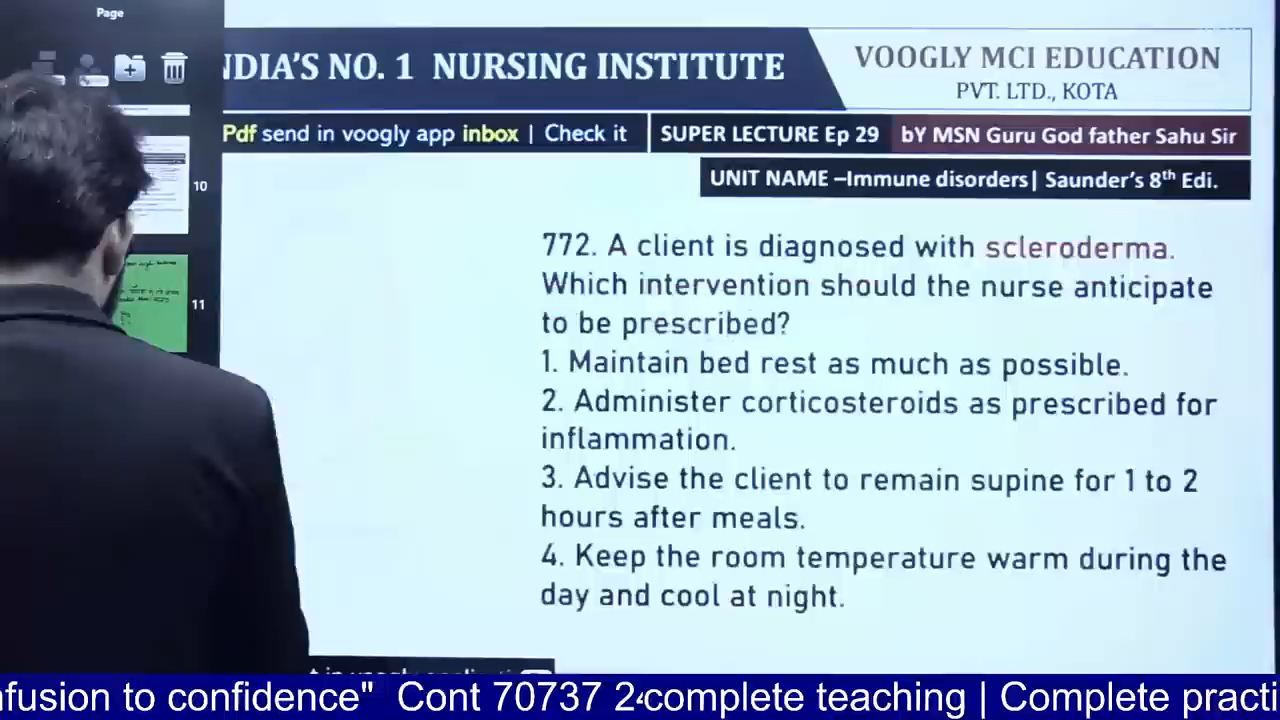 Page
NDIA'S NO. 1 NURSING INSTITUTE
VOOGLY MCI EDUCATION
PVT. LTD., KOTA
Pdf send in voogly app inbox | Check it
SUPER LECTURE Ep 29
bY MSN Guru God father Sahu Sir
UNIT NAME –Immune disorders| Saunder's 8th Edi.
10
11
772. A client is diagnosed with scleroderma.
Which intervention should the nurse anticipate
to be prescribed?
1. Maintain bed rest as much as possible.
2. Administer corticosteroids as prescribed for
inflammation.
3. Advise the client to remain supine for 1 to 2
hours after meals.
4. Keep the room temperature warm during the
day and cool at night.
nfusion to confidence" Cont 70737 2 complete teaching | Complete practi